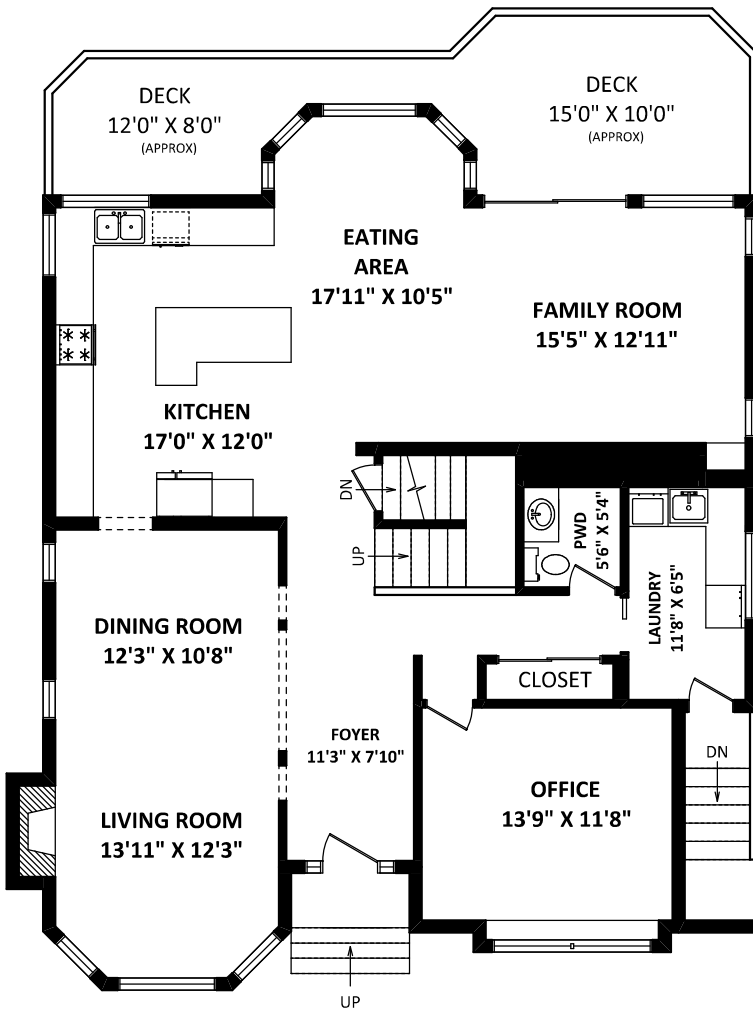 DECK
12'0" X 8'0"
(APPROX)
DECK
15'0" X 10'0"
(APPROX)
EATING
AREA
17'11" X 10'5"
FAMILY ROOM
15'5" X 12'11"
KITCHEN
17'0" X 12'0"
DN
UP
PWD
5'6" X 5'4"
LAUNDRY
11'8" X 6'5"
DINING ROOM
12'3" X 10'8"
CLOSET
FOYER
11'3" X 7'10"
DN
OFFICE
13'9" X 11'8"
LIVING ROOM
13'11" X 12'3"
UP